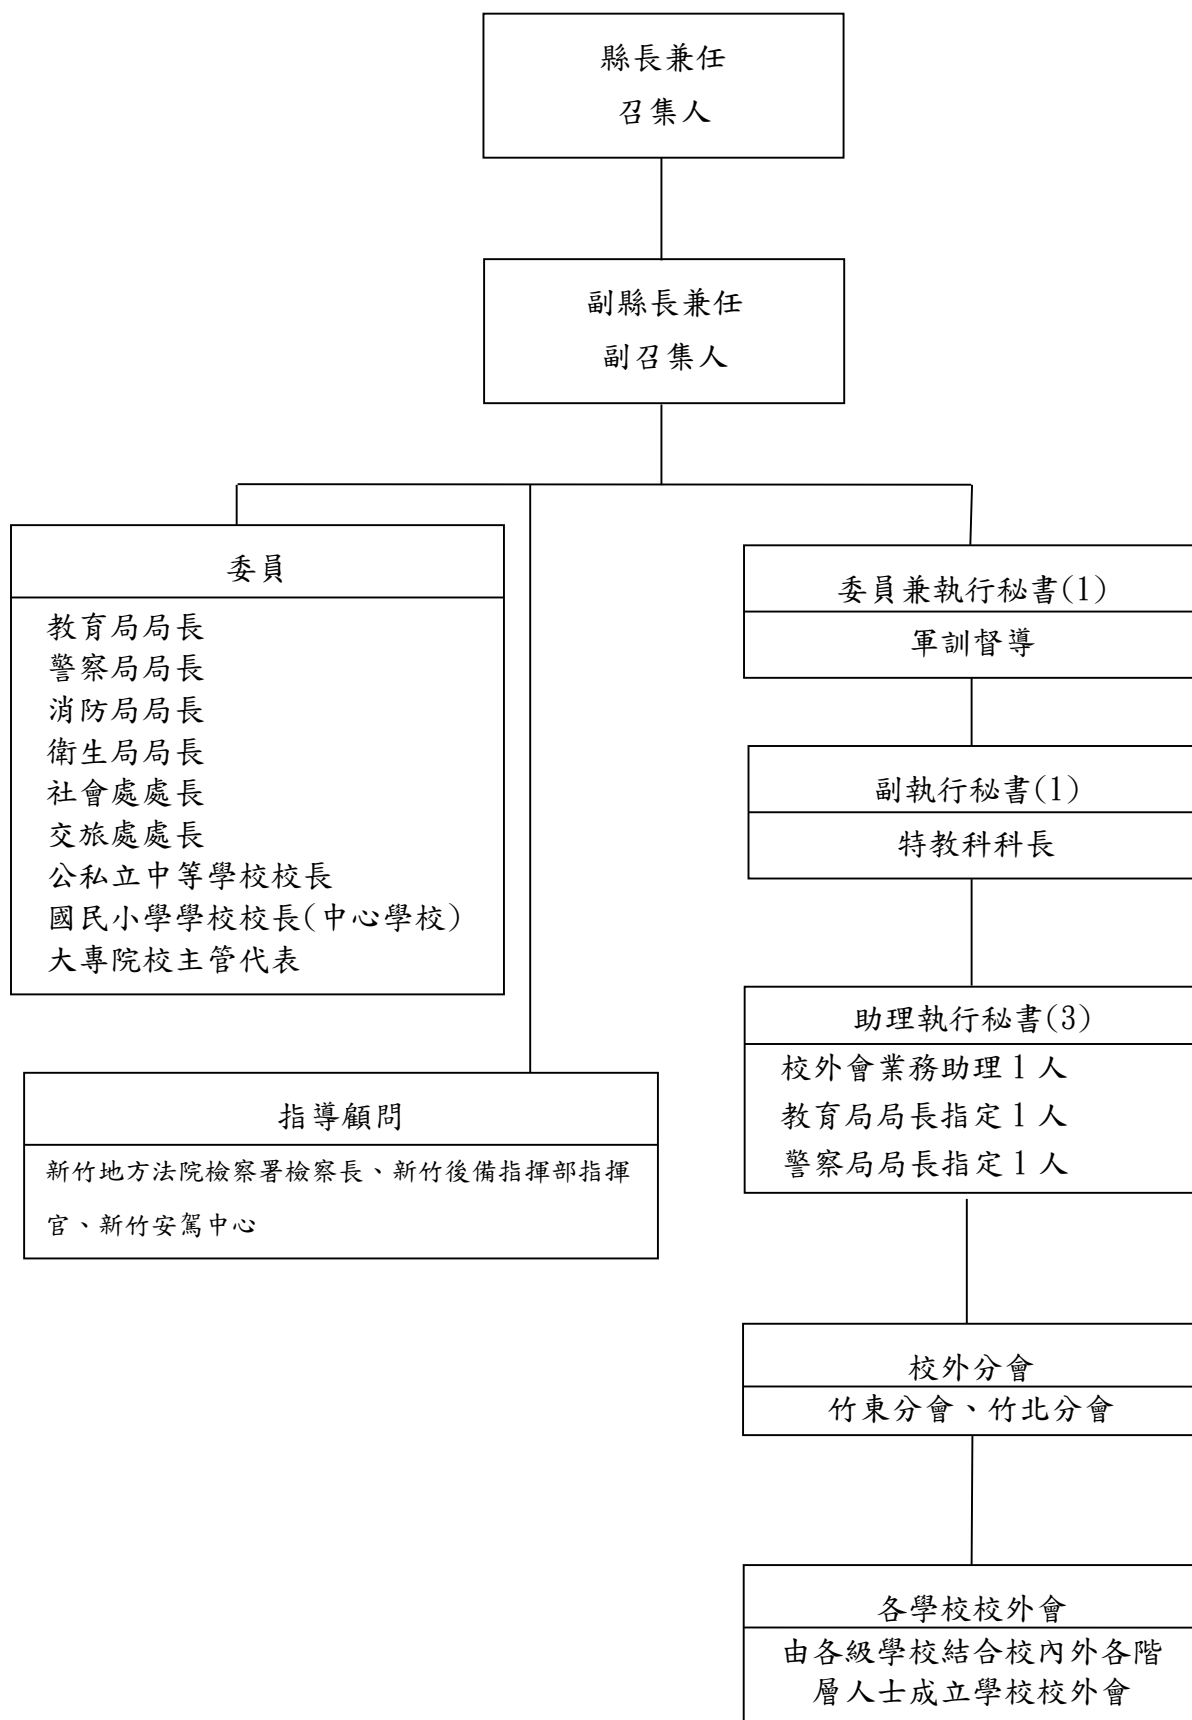 縣長兼任
召集人
副縣長兼任
副召集人
委員
教育局局長
警察局局長
消防局局長
衛生局局長
社會處處長
交旅處處長
公私立中等學校校長
國民小學學校校長(中心學校)
大專院校主管代表
指導顧問
新竹地方法院檢察署檢察長、新竹後備指揮部指揮
官、新竹安駕中心
委員兼執行秘書(1)
軍訓督導
副執行秘書(1)
特教科科長
助理執行秘書(3)
校外會業務助理1人
教育局局長指定1人
警察局局長指定1人
校外分會
竹東分會、竹北分會
各學校校外會
由各級學校結合校內外各階
層人士成立學校校外會